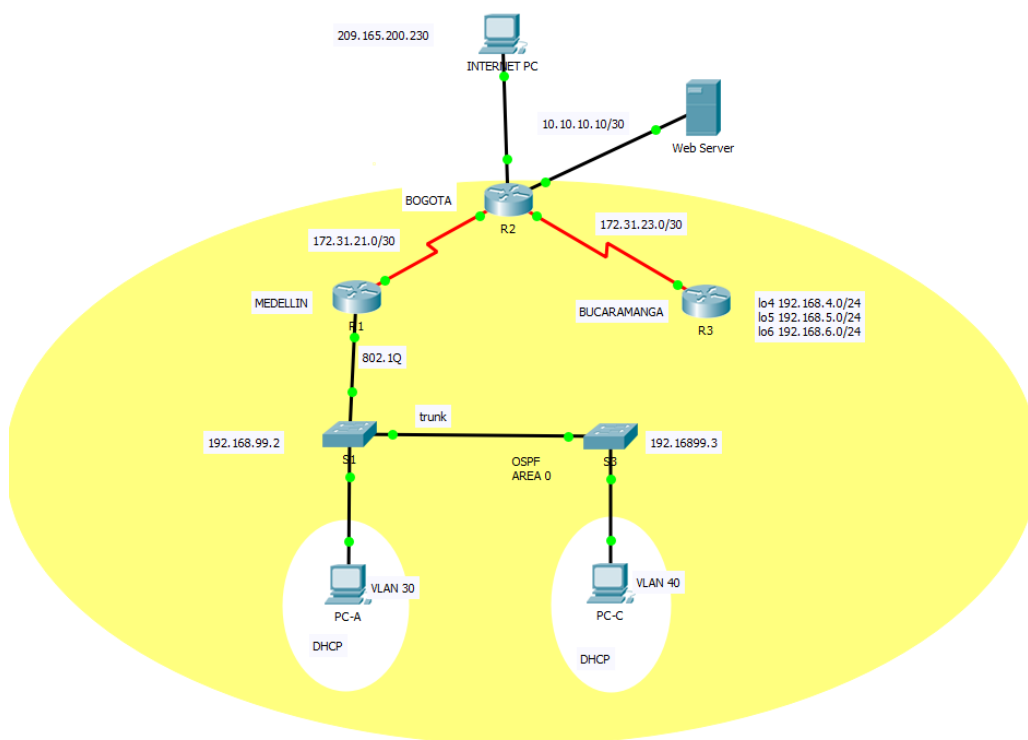 209.165.200.230
INTERNET PC
10.10.10.10/30
Web Server
BOGOTA
R2
172.31.21.0/30
172.31.23.0/30
MEDELLIN
R1
BUCARAMANGA
R3
lo4 192.168.4.0/24
lo5 192.168.5.0/24
lo6 192.168.6.0/24
802.1Q
trunk
192.168.99.2
S1
OSPF
AREA 0
S3
192.16899.3
VLAN 30
PC-A
DHCP
VLAN 40
PC-C
DHCP